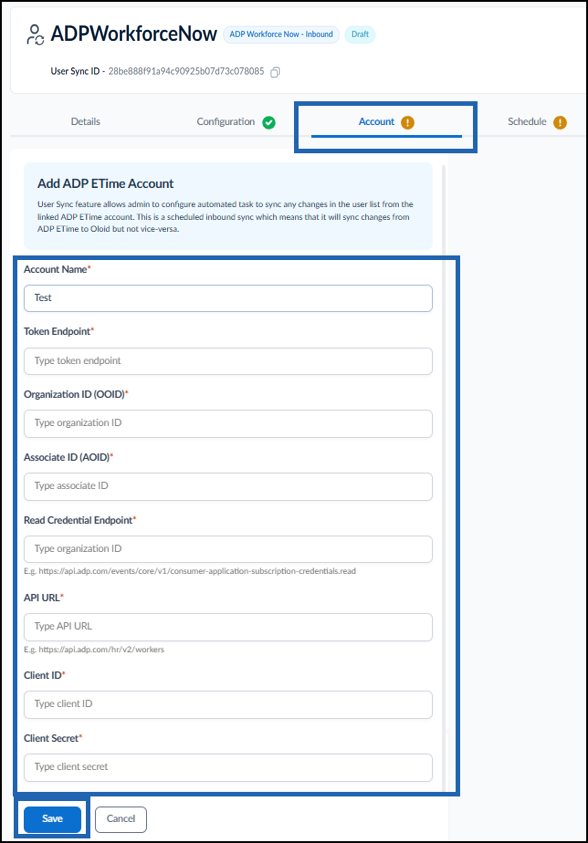 ADPWorkforceNow
ADP Workforce Now - Inbound
Draft
User Sync ID - 28be888f91a94c90925b07d73c078085
Details
Configuration
Account
Schedule
Add ADP ETime Account
User Sync feature allows admin to configure automated task to sync any changes in the user list from the
linked ADP ETime account. This is a scheduled inbound sync which means that it will sync changes from
ADP ETime to Oloid but not vice-versa.
Account Name*
Test
Token Endpoint*
Type token endpoint
Organization ID (OOID)*
Type organization ID
Associate ID (AOID)*
Type associate ID
Read Credential Endpoint*
Type organization ID
E.g. https://api.adp.com/events/core/v1/consumer-application-subscription-credentials.read
API URL*
Type API URL
E.g. https://api.adp.com/hr/v2/workers
Client ID*
Type client ID
Client Secret*
Type client secret
Save
Cancel